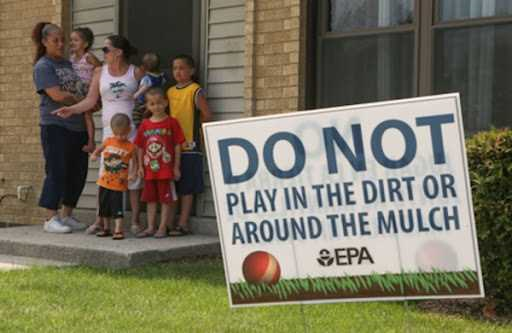 DO NOT
PLAY IN THE DIRT OR
AROUND THE MULCH
EPA